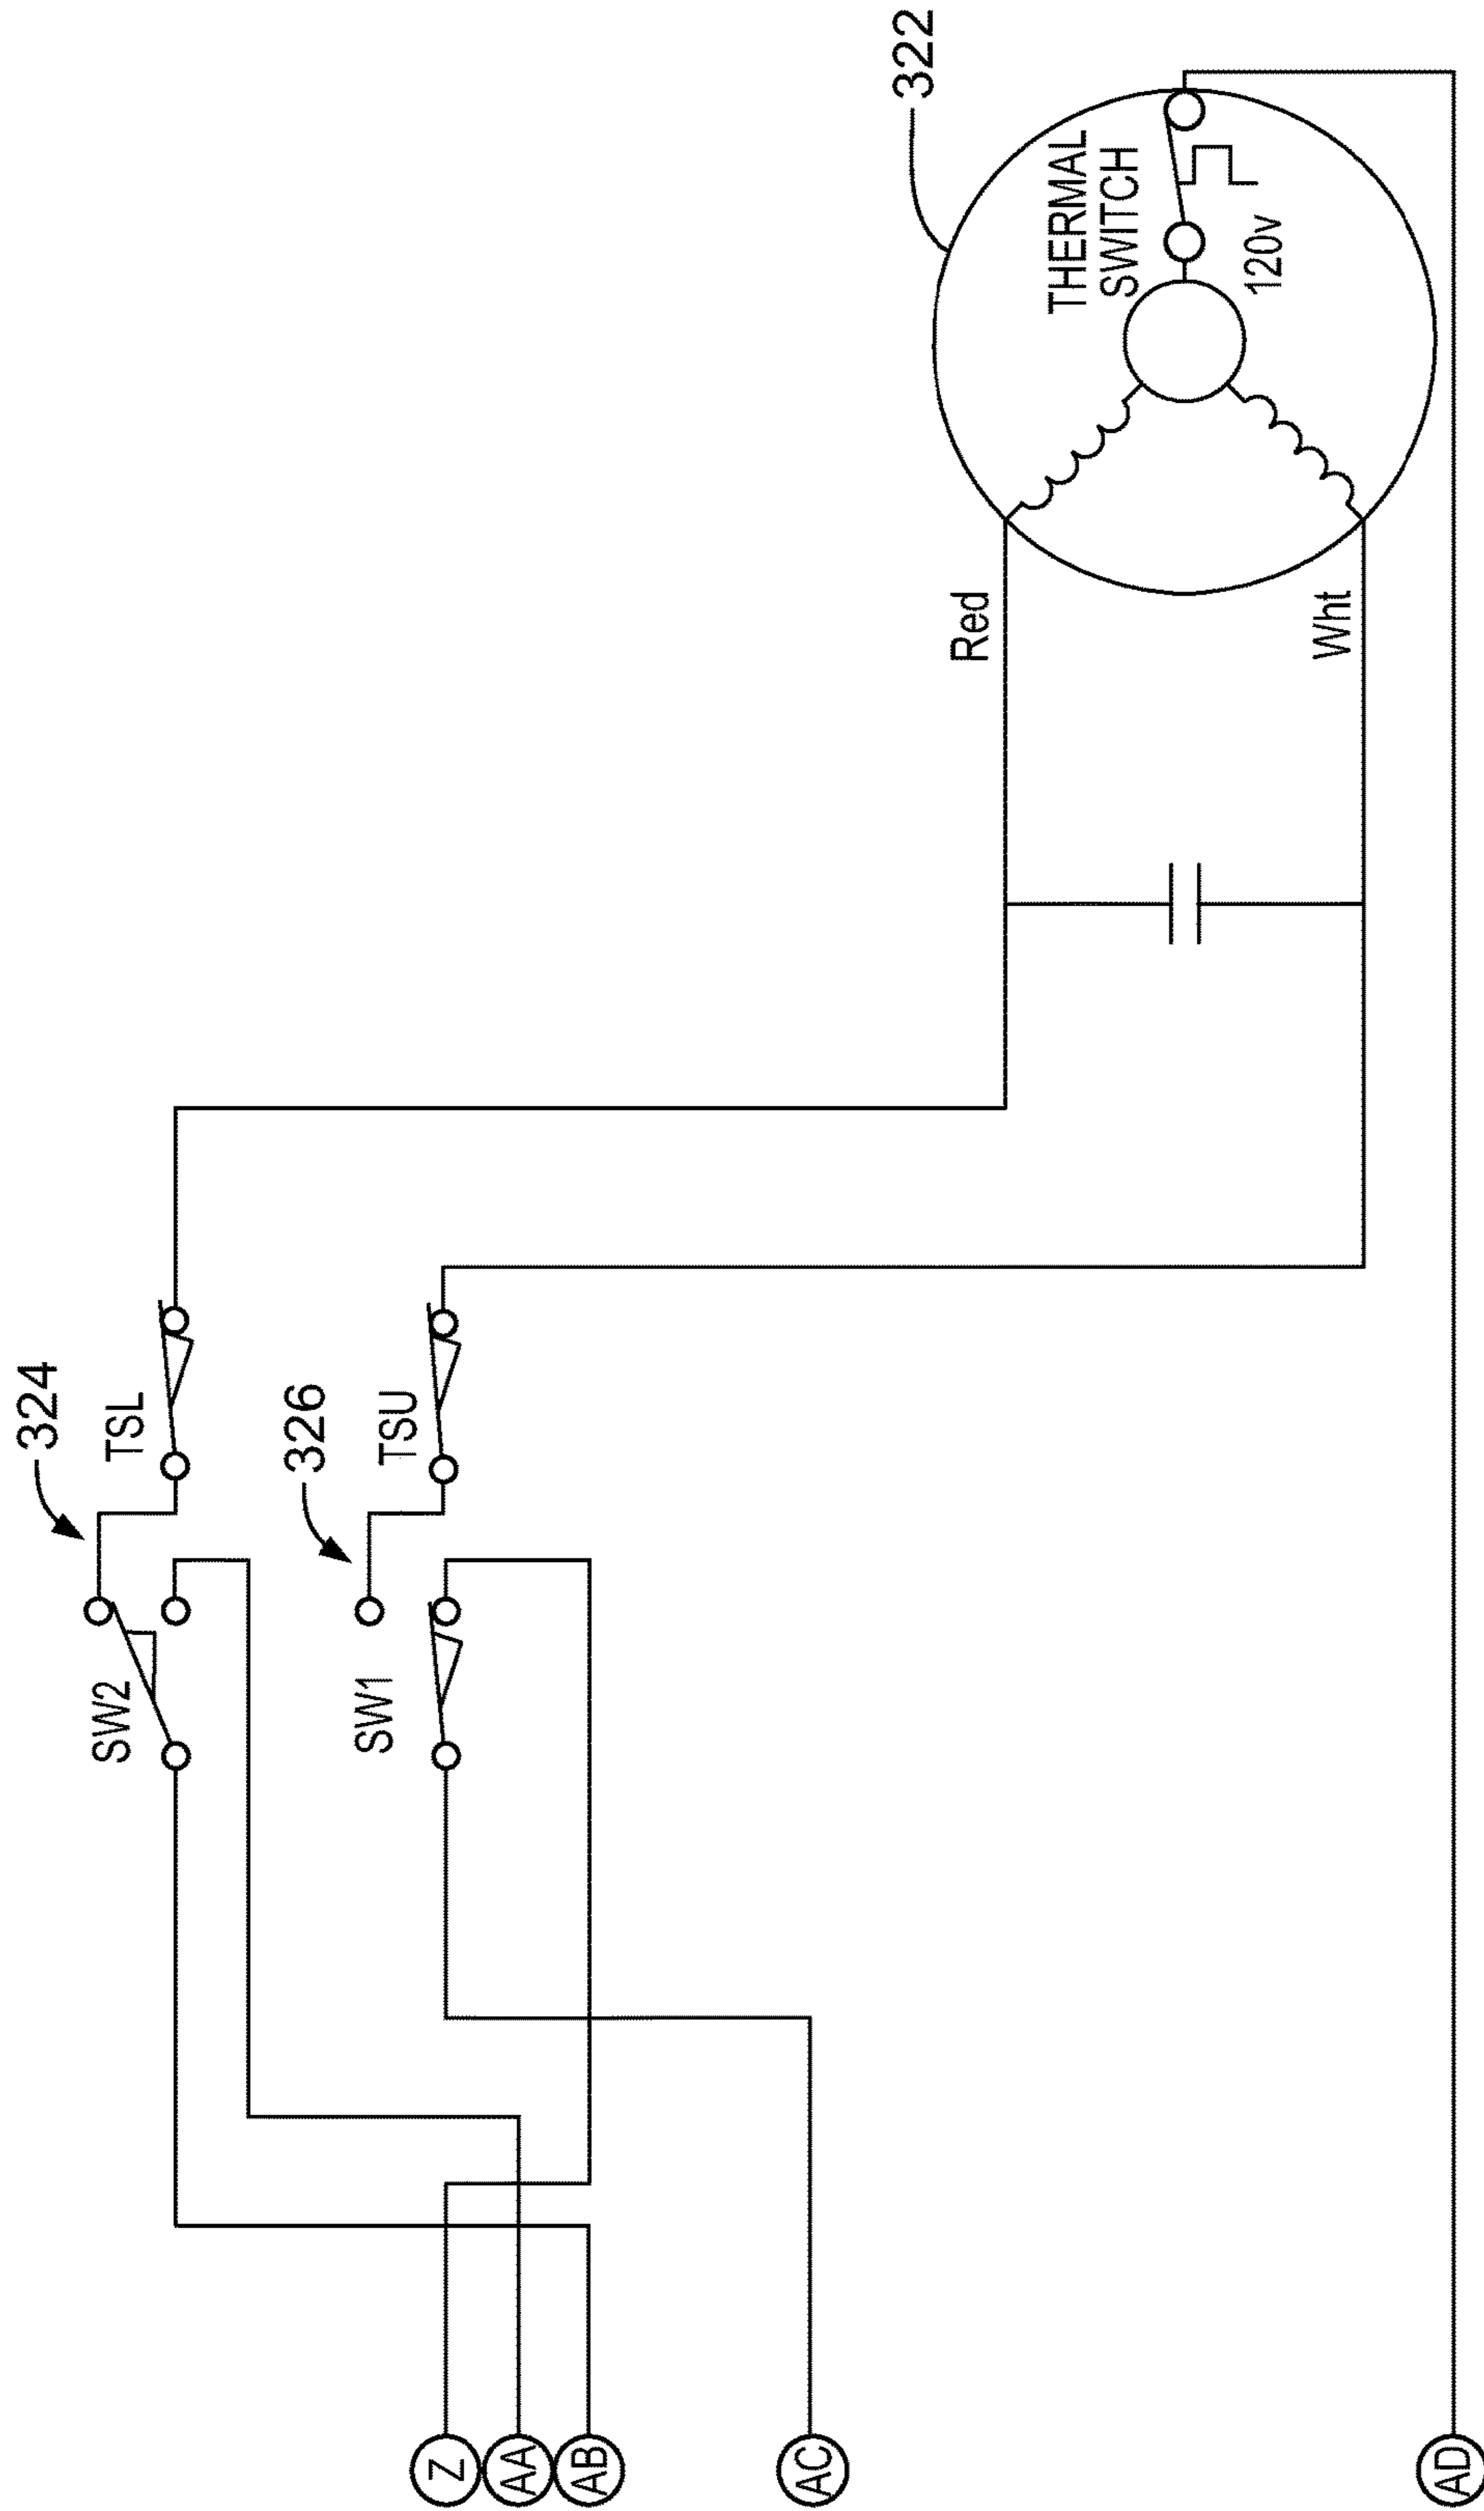 322
THERMAL
SWITCH
120v
Red
Wht
324
TSL
326
TSU
SW2
SW1
Z
AA
AB
AC
AD